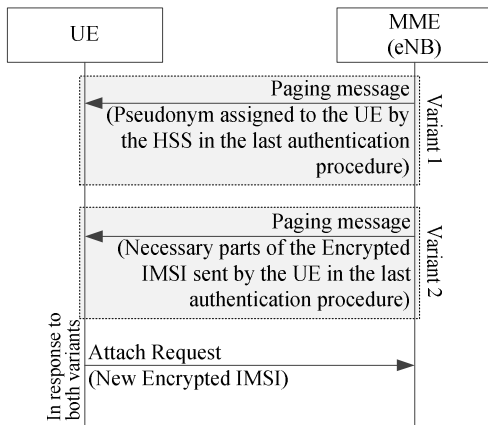 UE
MME
(eNB)
Paging message
(Pseudonym assigned to the UE by
the HSS in the last authentication
procedure)
Variant 1
Paging message
(Necessary parts of the Encrypted
IMSI sent by the UE in the last
authentication procedure)
Variant 2
In response to
both variants
Attach Request
(New Encrypted IMSI)